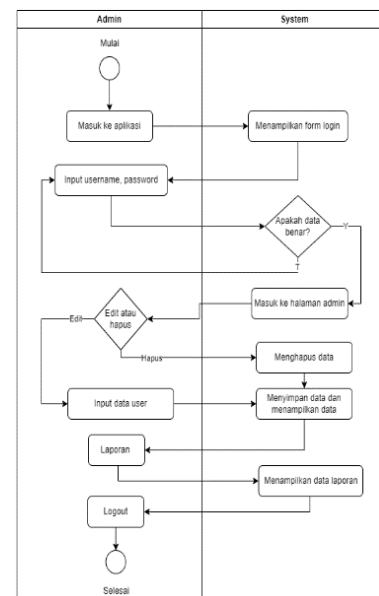 Admin
System
Mulai
Masuk ke aplikasi
Menampilkan form login
Input username, password
Apakah data
benar?
Y
T
Masuk ke halaman admin
Edit atau
hapus
Edit
Hapus
Menghapus data
Input data user
Menyimpan data dan
menampilkan data
Laporan
Menampilkan data laporan
Logout
Selesai